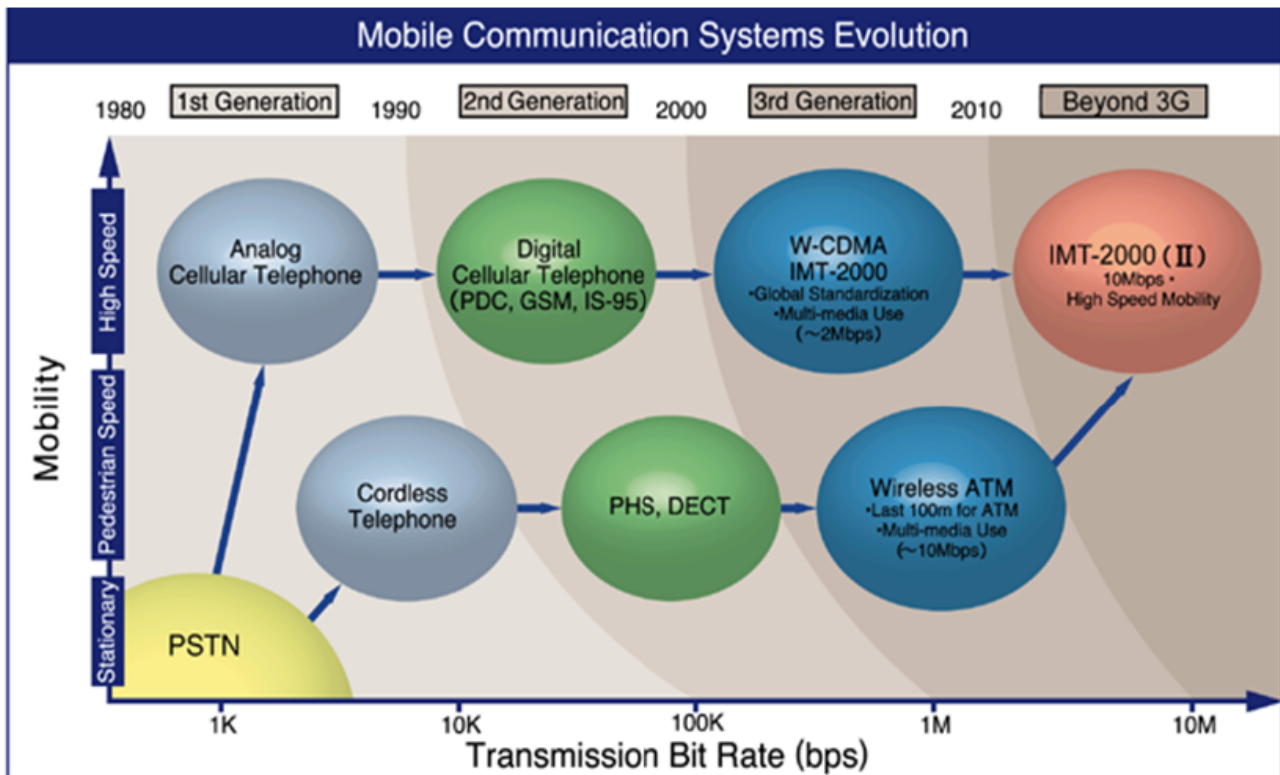 Mobile Communication Systems Evolution
1980
1st Generation
1990
2nd Generation
2000
3rd Generation
2010
Beyond 3G
Mobility
High Speed
Pedestrian Speed
Stationary
Analog
Cellular Telephone
Digital
Cellular Telephone
(PDC, GSM, IS-95)
W-CDMA
IMT-2000
•Global Standardization
•Multi-media Use
(～2Mbps)
IMT-2000 (Ⅱ)
10Mbps •
High Speed Mobility
Cordless
Telephone
PHS, DECT
Wireless ATM
•Last 100m for ATM
•Multi-media Use
(～10Mbps)
PSTN
1K
10K
100K
1M
10M
Transmission Bit Rate (bps)